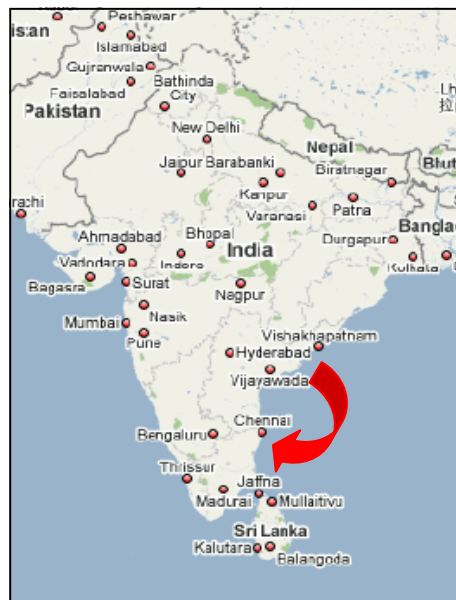 Peshawar
Islamabad
Gujranwala
Faisalabad
Bathinda
City
Pakistan
New Delhi
Nepal
Jaipur
Barabanki
Biratnagar
Bhut
Kanpur
Varanasi
Patna
Ahmadabad
Bhopal
India
Durgapur
Bangla
Vadodara
Indore
Kolkata
Bagasra
Surat
Nagpur
Nasik
Mumbai
Pune
Vishakhapatnam
Hyderabad
Vijayawada
Chennai
Bengaluru
Thrissur
Jaffna
Madurai
Mullaitivu
Sri Lanka
Kalutara
Balangoda